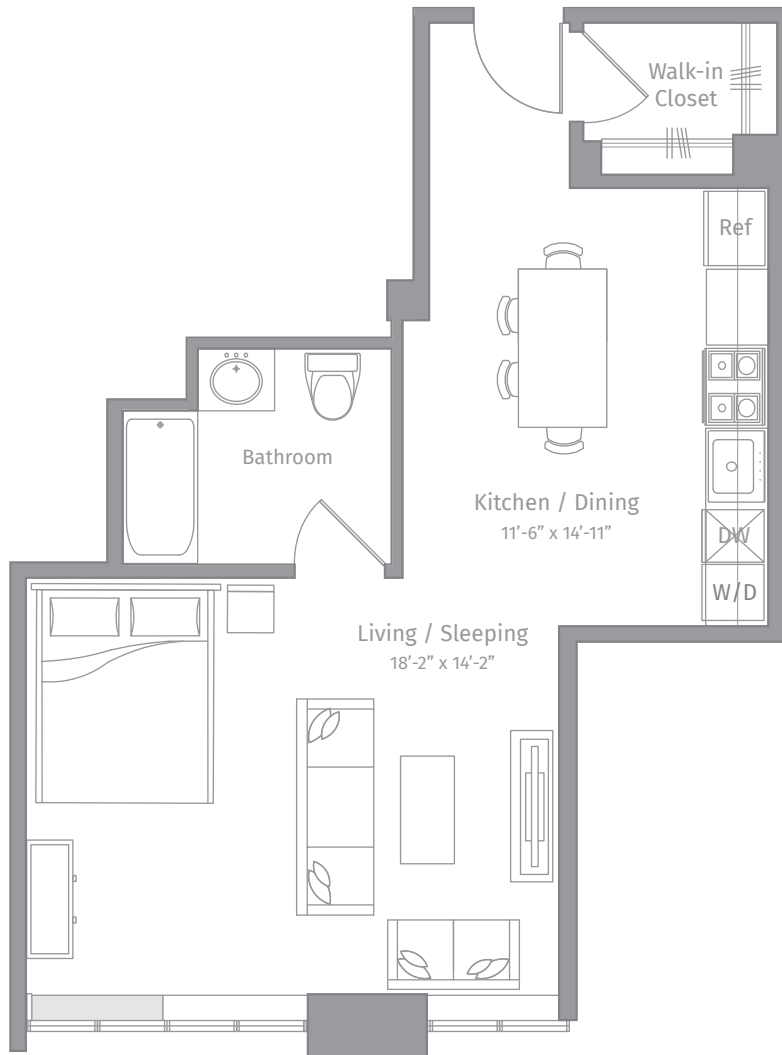 Walk-in
Closet
Ref
Bathroom
Kitchen / Dining
11’-6” x 14’-11”
DW
W/D
Living / Sleeping
18’-2” x 14’-2”